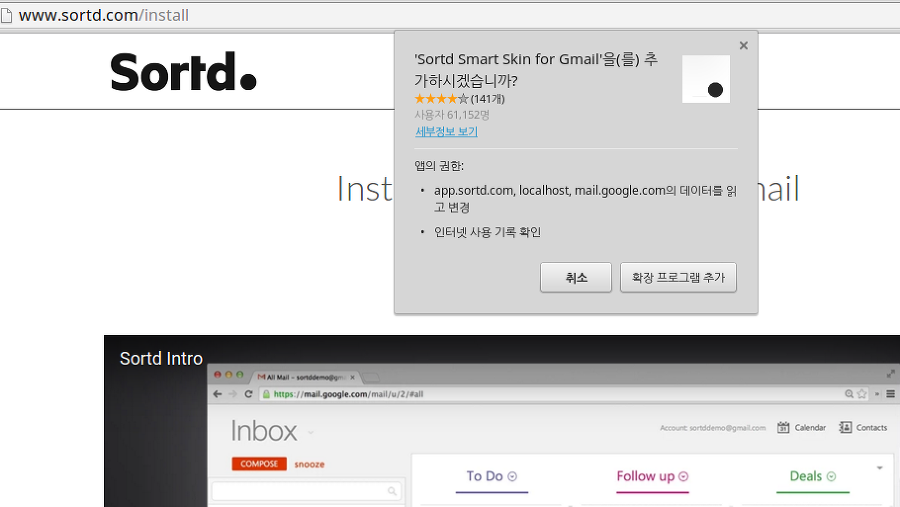 www.sortd.com/install
Sortd.
'Sortd Smart Skin for Gmail'을(를) 추
가하시겠습니까?
(141개)
사용자 61,152명
세부정보 보기
앱의 권한:
• app.sortd.com, localhost, mail.google.com의 데이터를 읽
고 변경
• 인터넷 사용 기록 확인
취소 확장 프로그램 추가
Inst
ail
Sortd Intro
All Mail – sortddemo@gm
https://mail.google.com/mail/u/2/#all
Inbox
Account: sortddemo@gmail.com Calendar Contacts
COMPOSE snooze
To Do Follow up Deals